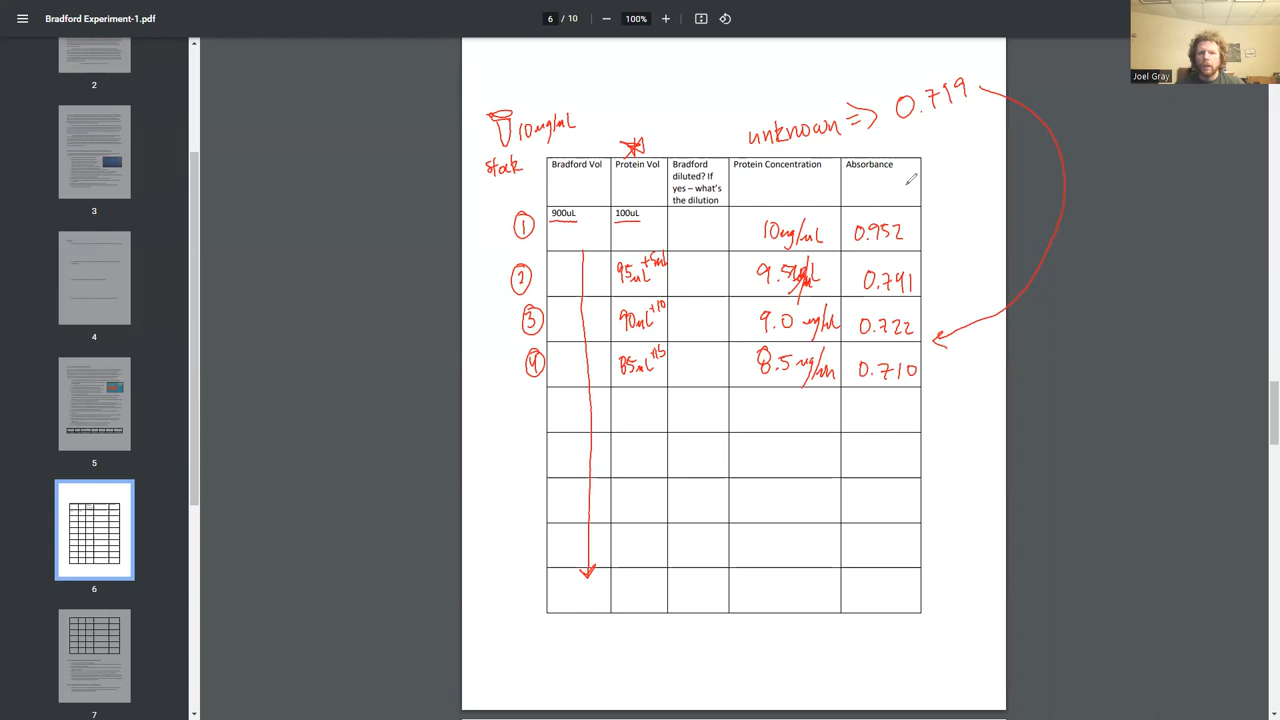 Bradford Experiment-1.pdf
6 / 10
100%
Joel Gray
2
3
4
5
6
7
unknown => 0.719
10mg/mL
stock
Bradford Vol
Protein Vol
Bradford diluted? If yes – what's the dilution
Protein Concentration
Absorbance
1 900uL 100uL 10mg/mL 0.952
2 95uL +5uL 9.5 0.791
3 90uL +10 9.0 mg/mL 0.722
4 85uL +15 8.5 mg/mL 0.710